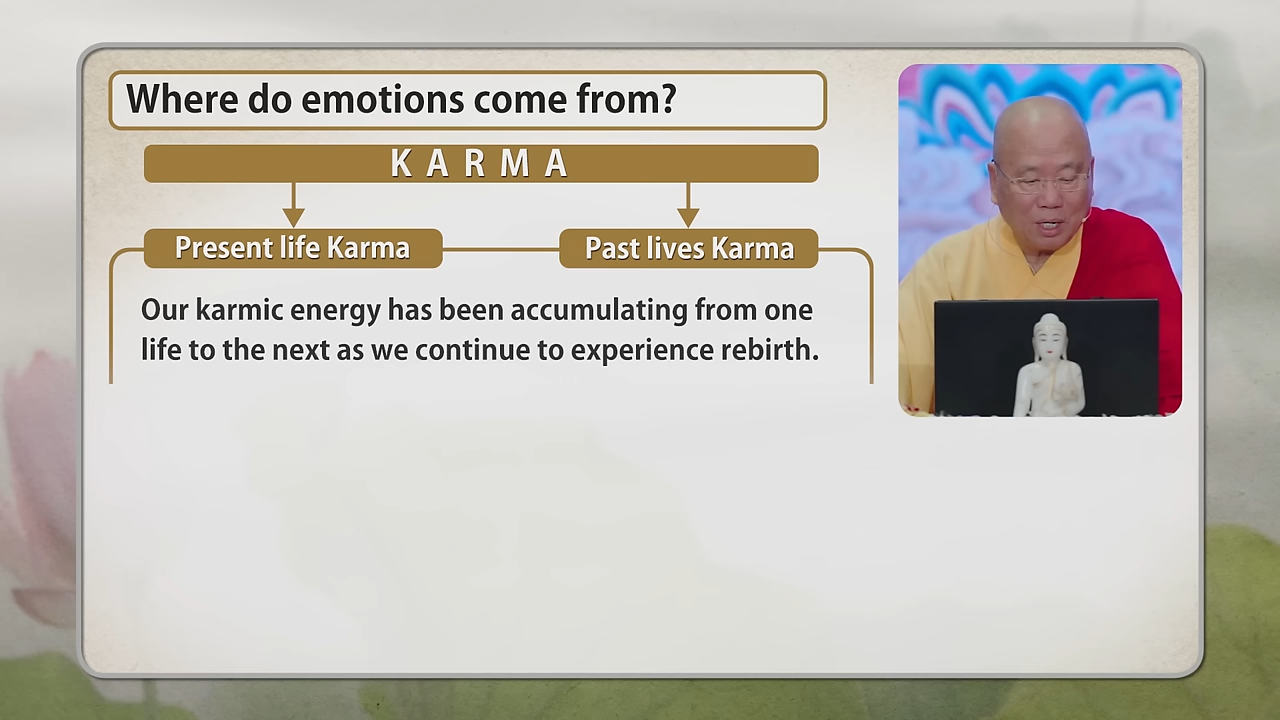 Where do emotions come from?
KARMA
Present life Karma
Past lives Karma
Our karmic energy has been accumulating from one
life to the next as we continue to experience rebirth.